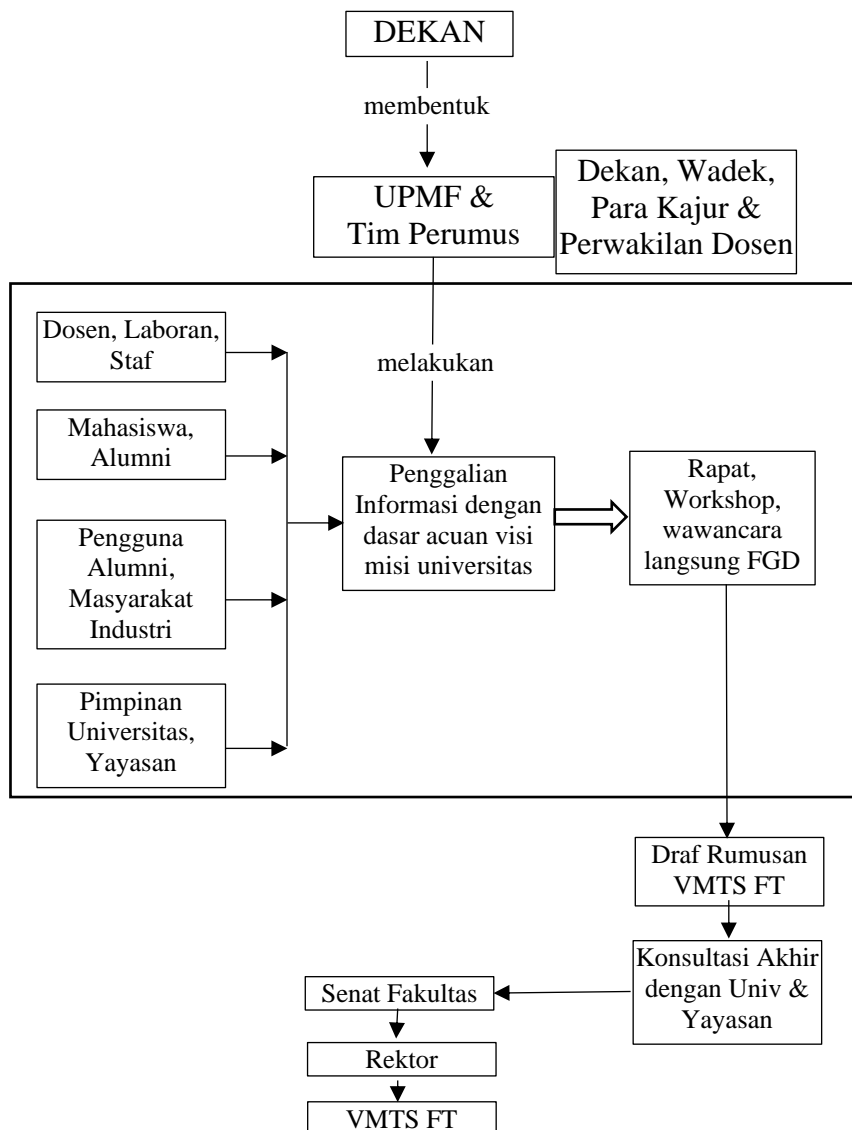 DEKAN
membentuk
UPMF &
Tim Perumus
Dekan, Wadek,
Para Kajur &
Perwakilan Dosen
Dosen, Laboran,
Staf
melakukan
Mahasiswa,
Alumni
Penggalian
Informasi dengan
dasar acuan visi
misi universitas
Rapat,
Workshop,
wawancara
langsung FGD
Pengguna
Alumni,
Masyarakat
Industri
Pimpinan
Universitas,
Yayasan
Draf Rumusan
VMTS FT
Konsultasi Akhir
dengan Univ &
Yayasan
Senat Fakultas
Rektor
VMTS FT